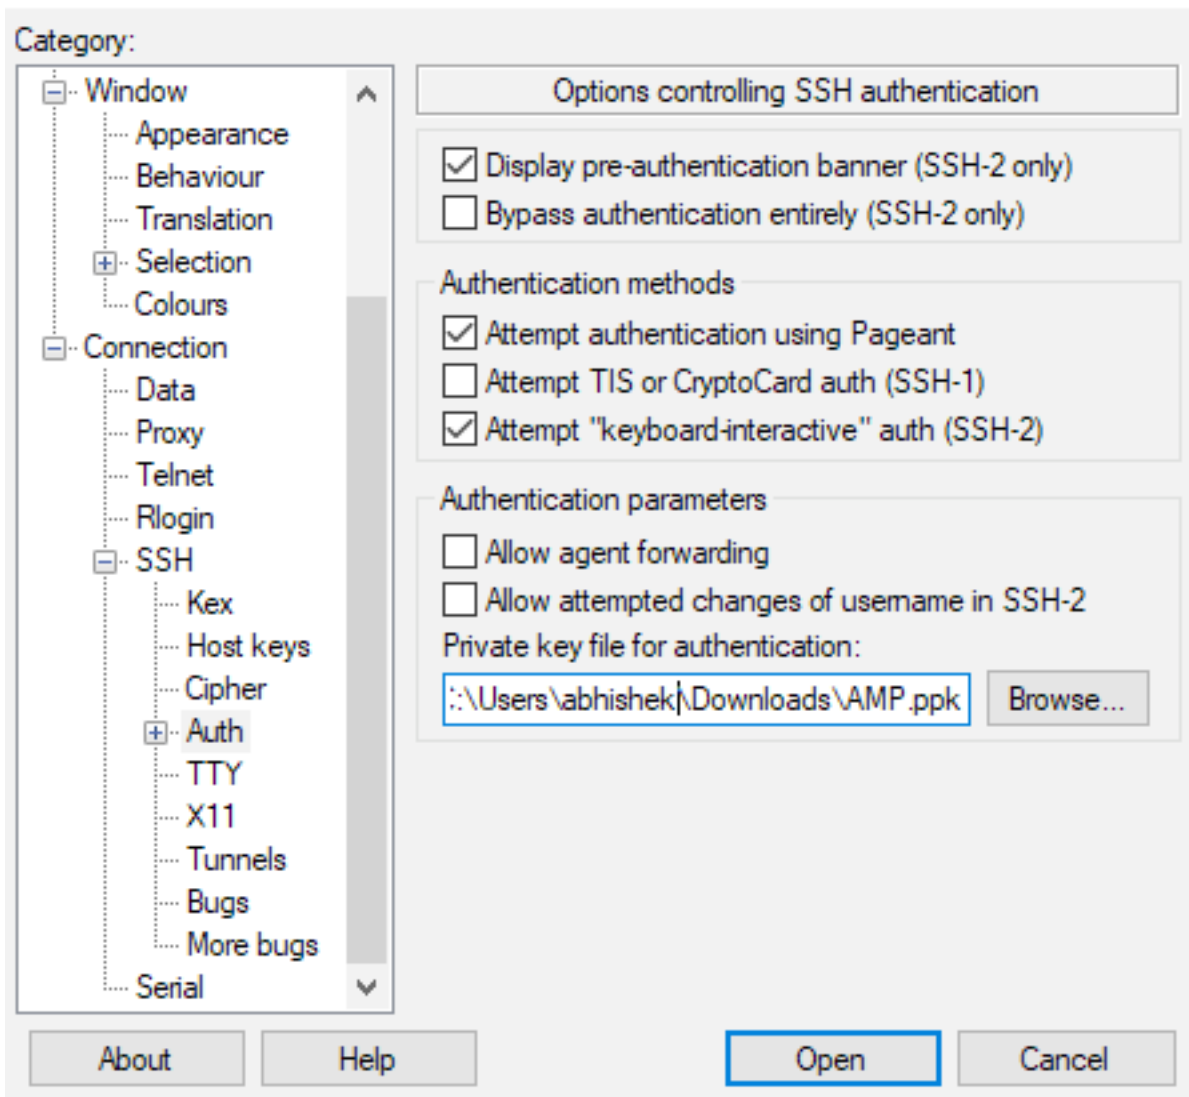 Category:
Window
Appearance
Behaviour
Translation
Selection
Colours
Connection
Data
Proxy
Telnet
Rlogin
SSH
Kex
Host keys
Cipher
Auth
TTY
X11
Tunnels
Bugs
More bugs
Serial
Options controlling SSH authentication
Display pre-authentication banner (SSH-2 only)
Bypass authentication entirely (SSH-2 only)
Authentication methods
Attempt authentication using Pageant
Attempt TIS or CryptoCard auth (SSH-1)
Attempt "keyboard-interactive" auth (SSH-2)
Authentication parameters
Allow agent forwarding
Allow attempted changes of username in SSH-2
Private key file for authentication:
:\Users\abhishek\Downloads\AMP.ppk Browse...
About Help Open Cancel